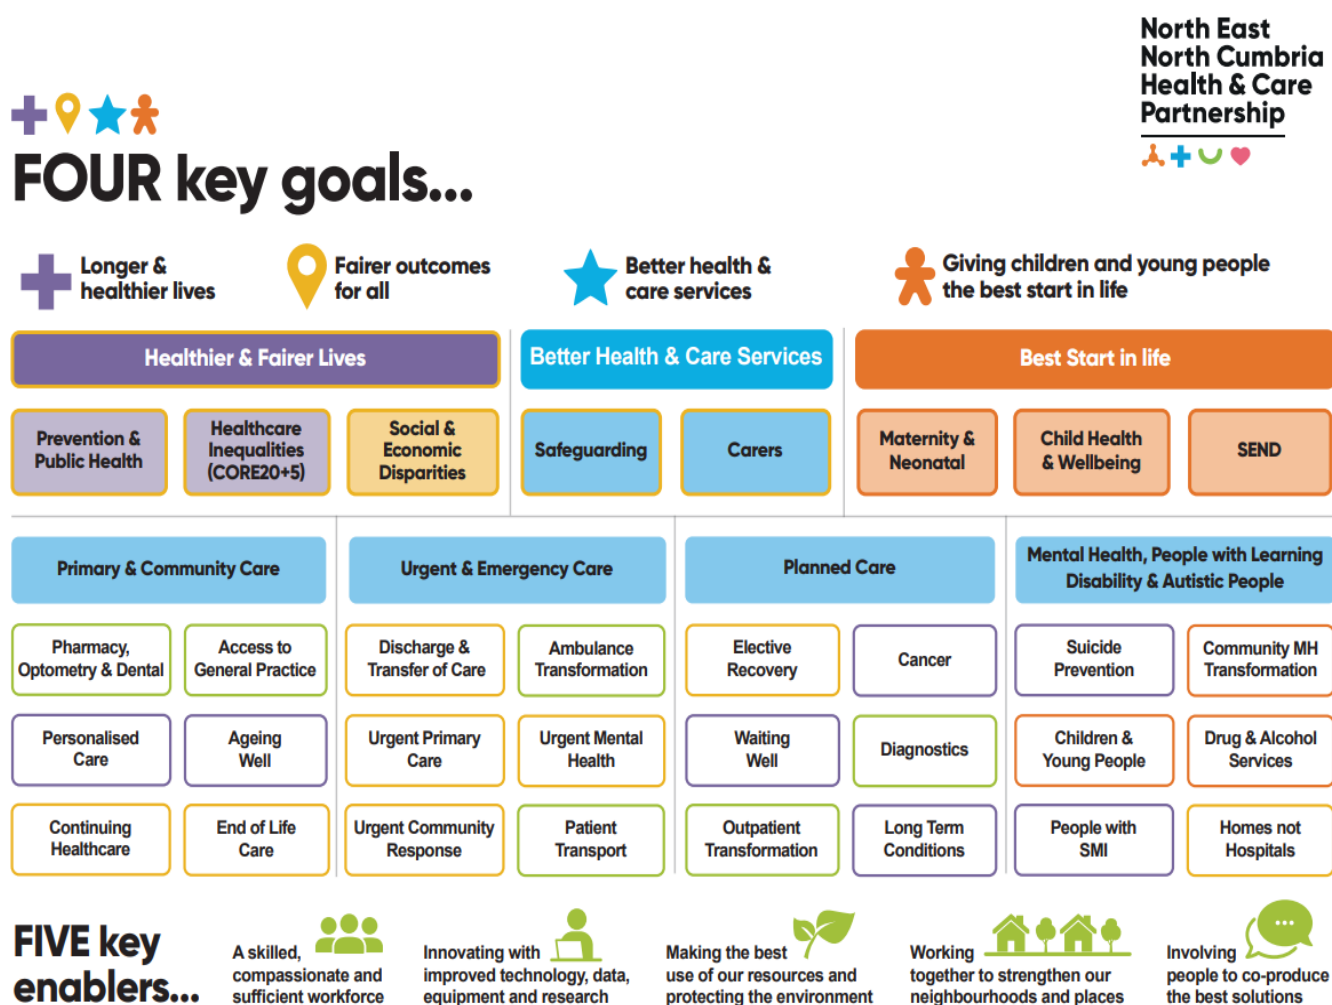 North East
North Cumbria
Health & Care
Partnership
FOUR key goals...
Longer &
healthier lives
Fairer outcomes
for all
Better health &
care services
Giving children and young people
the best start in life
Healthier & Fairer Lives
Better Health & Care Services
Best Start in life
Prevention &
Public Health
Healthcare
Inequalities
(CORE20+5)
Social &
Economic
Disparities
Safeguarding
Carers
Maternity &
Neonatal
Child Health
& Wellbeing
SEND
Primary & Community Care
Urgent & Emergency Care
Planned Care
Mental Health, People with Learning
Disability & Autistic People
Pharmacy,
Optometry & Dental
Access to
General Practice
Discharge &
Transfer of Care
Ambulance
Transformation
Elective
Recovery
Cancer
Suicide
Prevention
Community MH
Transformation
Personalised
Care
Ageing
Well
Urgent Primary
Care
Urgent Mental
Health
Waiting
Well
Diagnostics
Children &
Young People
Drug & Alcohol
Services
Continuing
Healthcare
End of Life
Care
Urgent Community
Response
Patient
Transport
Outpatient
Transformation
Long Term
Conditions
People with
SMI
Homes not
Hospitals
FIVE key
enablers...
A skilled,
compassionate and
sufficient workforce
Innovating with
improved technology, data,
equipment and research
Making the best
use of our resources and
protecting the environment
Working
together to strengthen our
neighbourhoods and places
Involving
people to co-produce
the best solutions